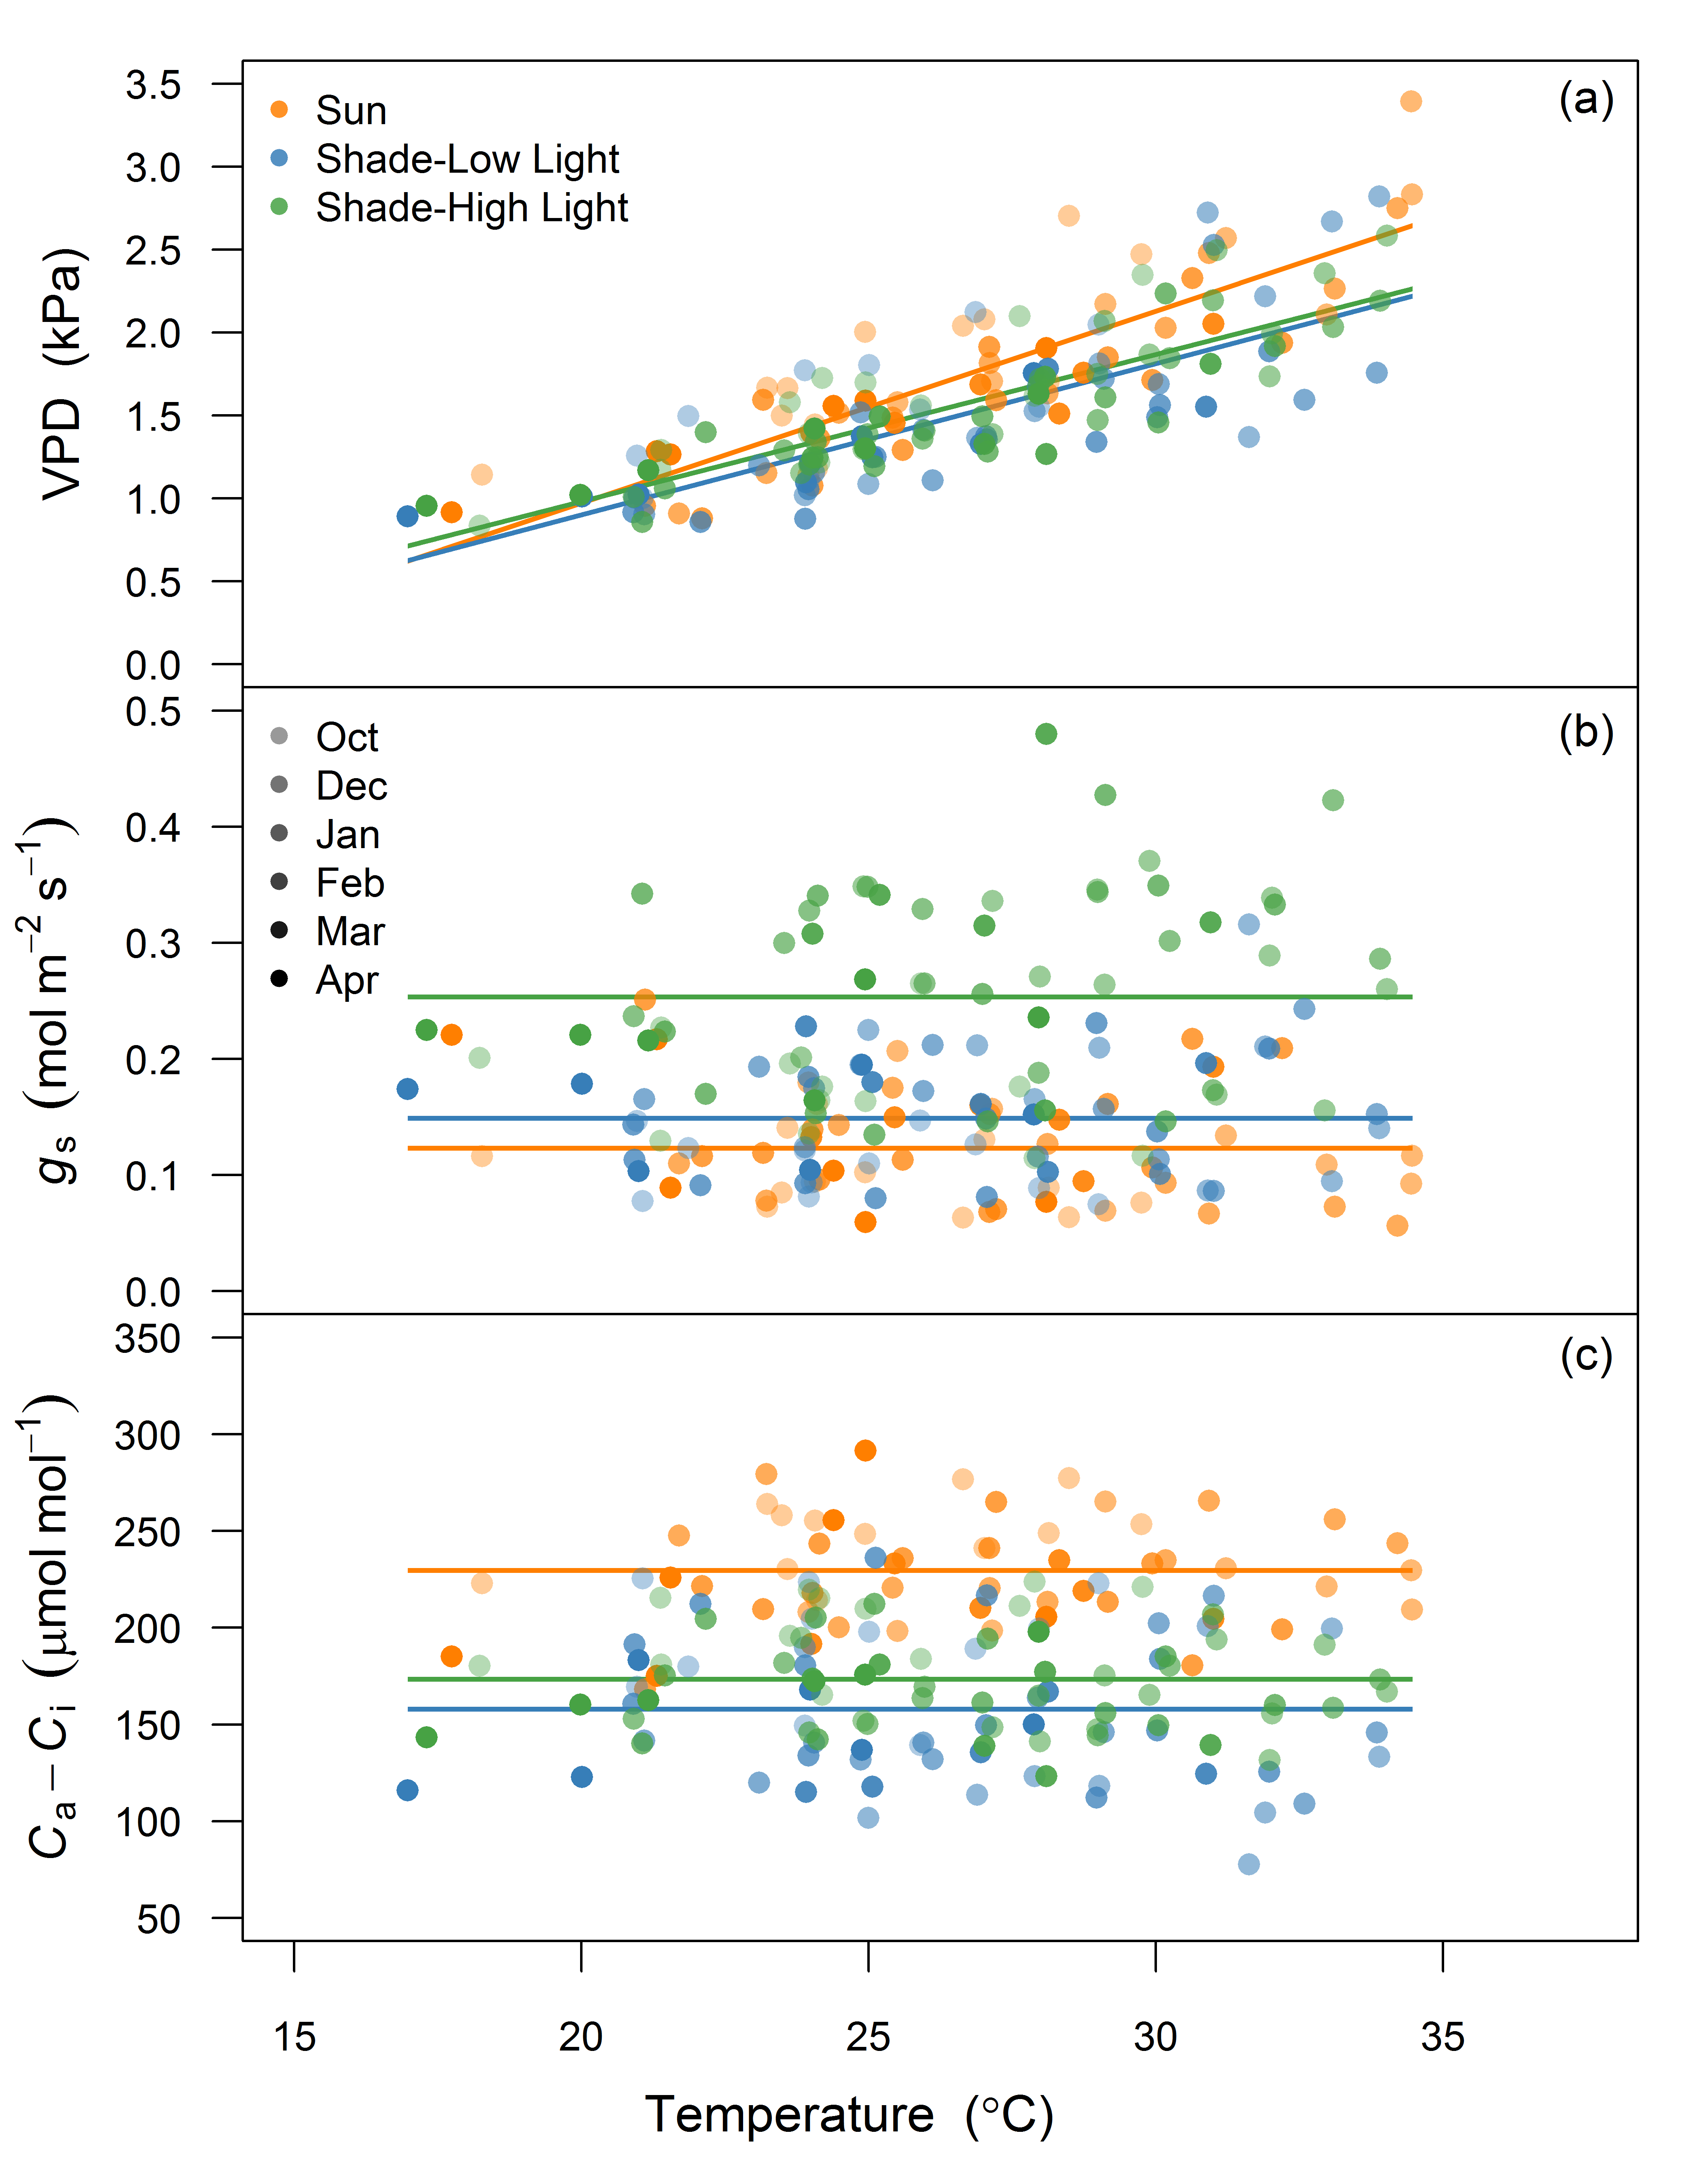 (a)
Sun
Shade-Low Light
Shade-High Light
VPD (kPa)
3.5
3.0
2.5
2.0
1.5
1.0
0.5
0.0
(b)
Oct
Dec
Jan
Feb
Mar
Apr
gs (mol m−2 s−1)
0.5
0.4
0.3
0.2
0.1
0.0
(c)
Ca − Ci (μmol mol−1)
350
300
250
200
150
100
50
15 20 25 30 35
Temperature (°C)